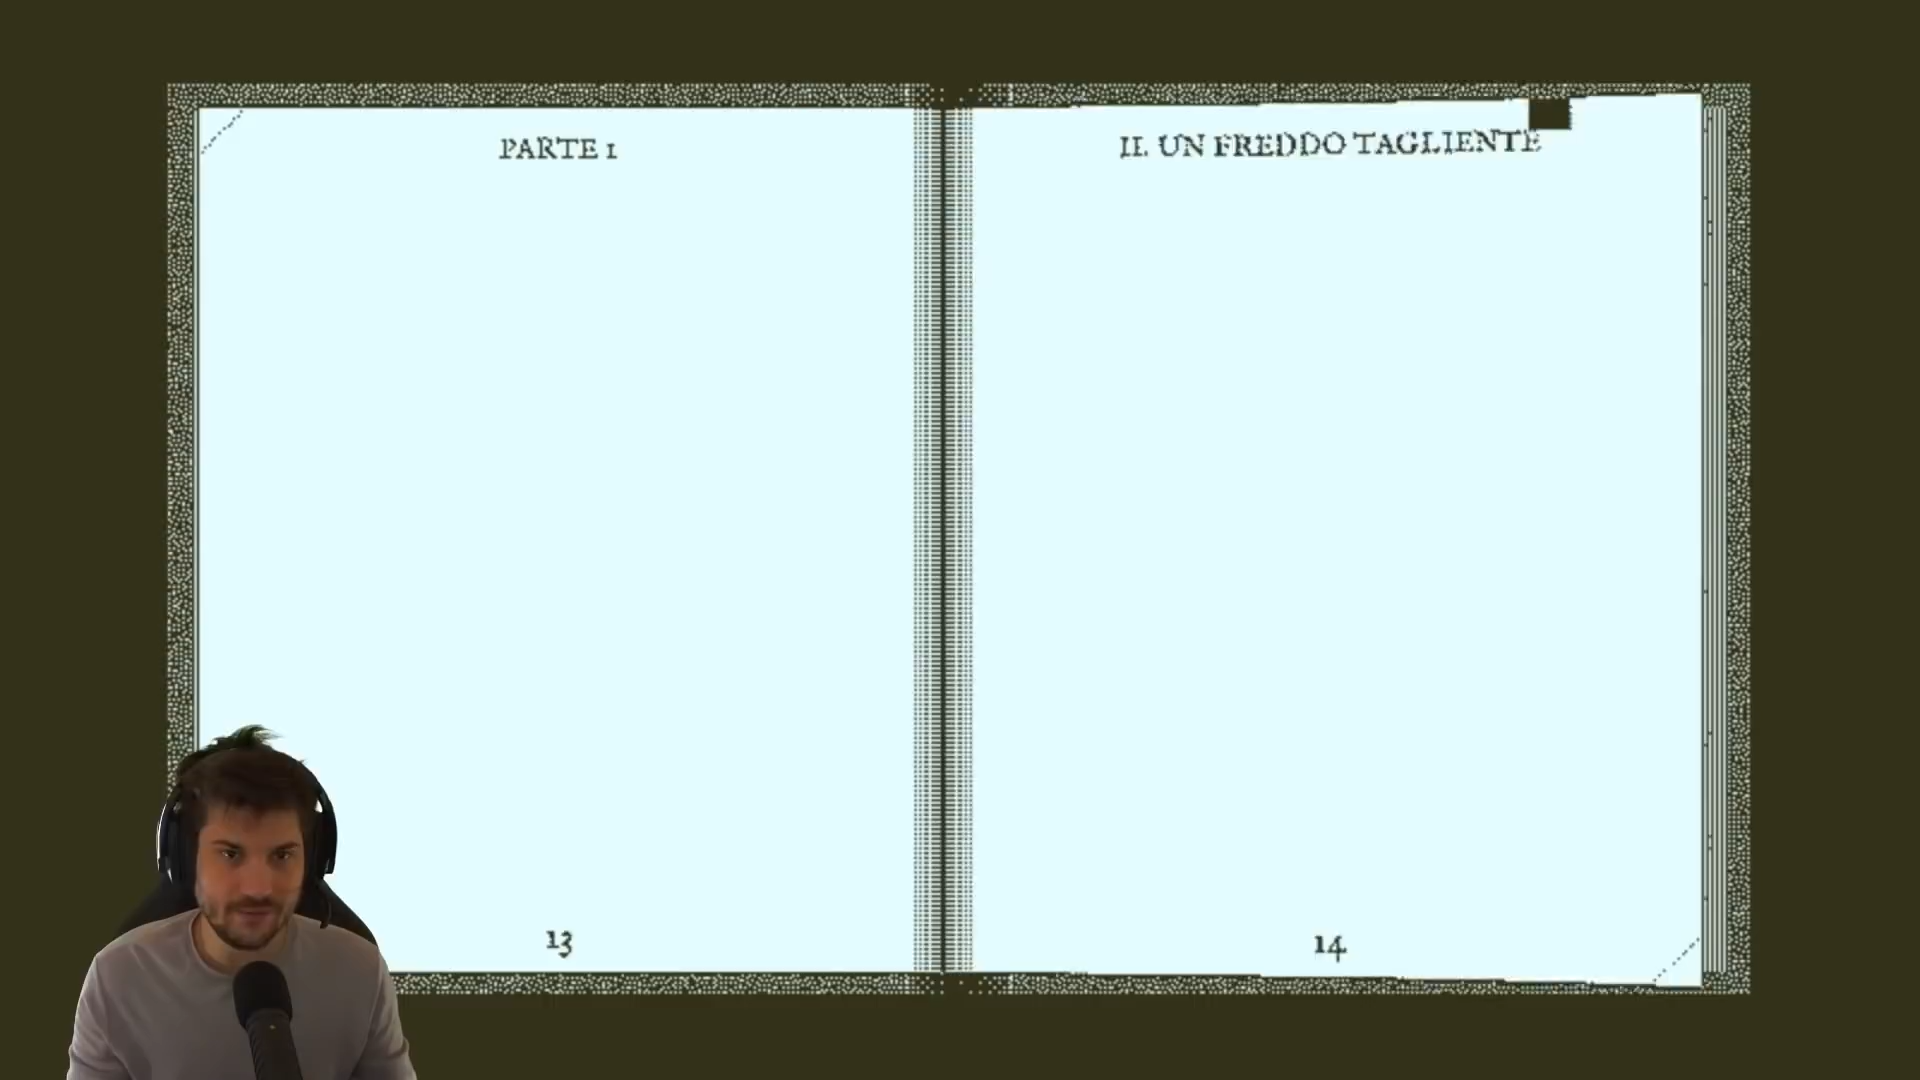 PARTE 1
II. UN FREDDO TAGLIENTE
13
14